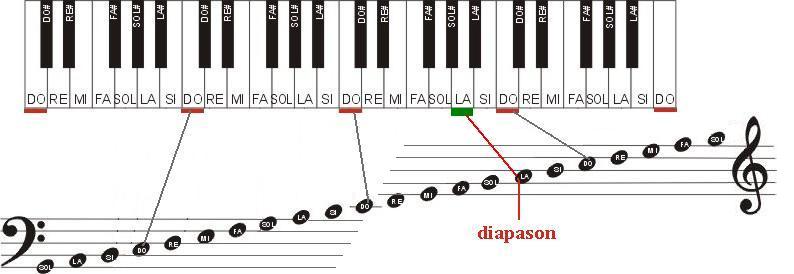 DO# RE# FA# SOL# LA# DO# RE# FA# SOL# LA# DO# RE# FA# SOL# LA# DO# RE# FA# SOL# LA#
DO RE MI FA SOL LA SI DO RE MI FA SOL LA SI DO RE MI FA SOL LA SI DO RE MI FA SOL LA SI DO
SOL LA SI DO RE MI FA SOL LA SI DO RE MI FA SOL LA SI DO RE MI FA SOL
diapason